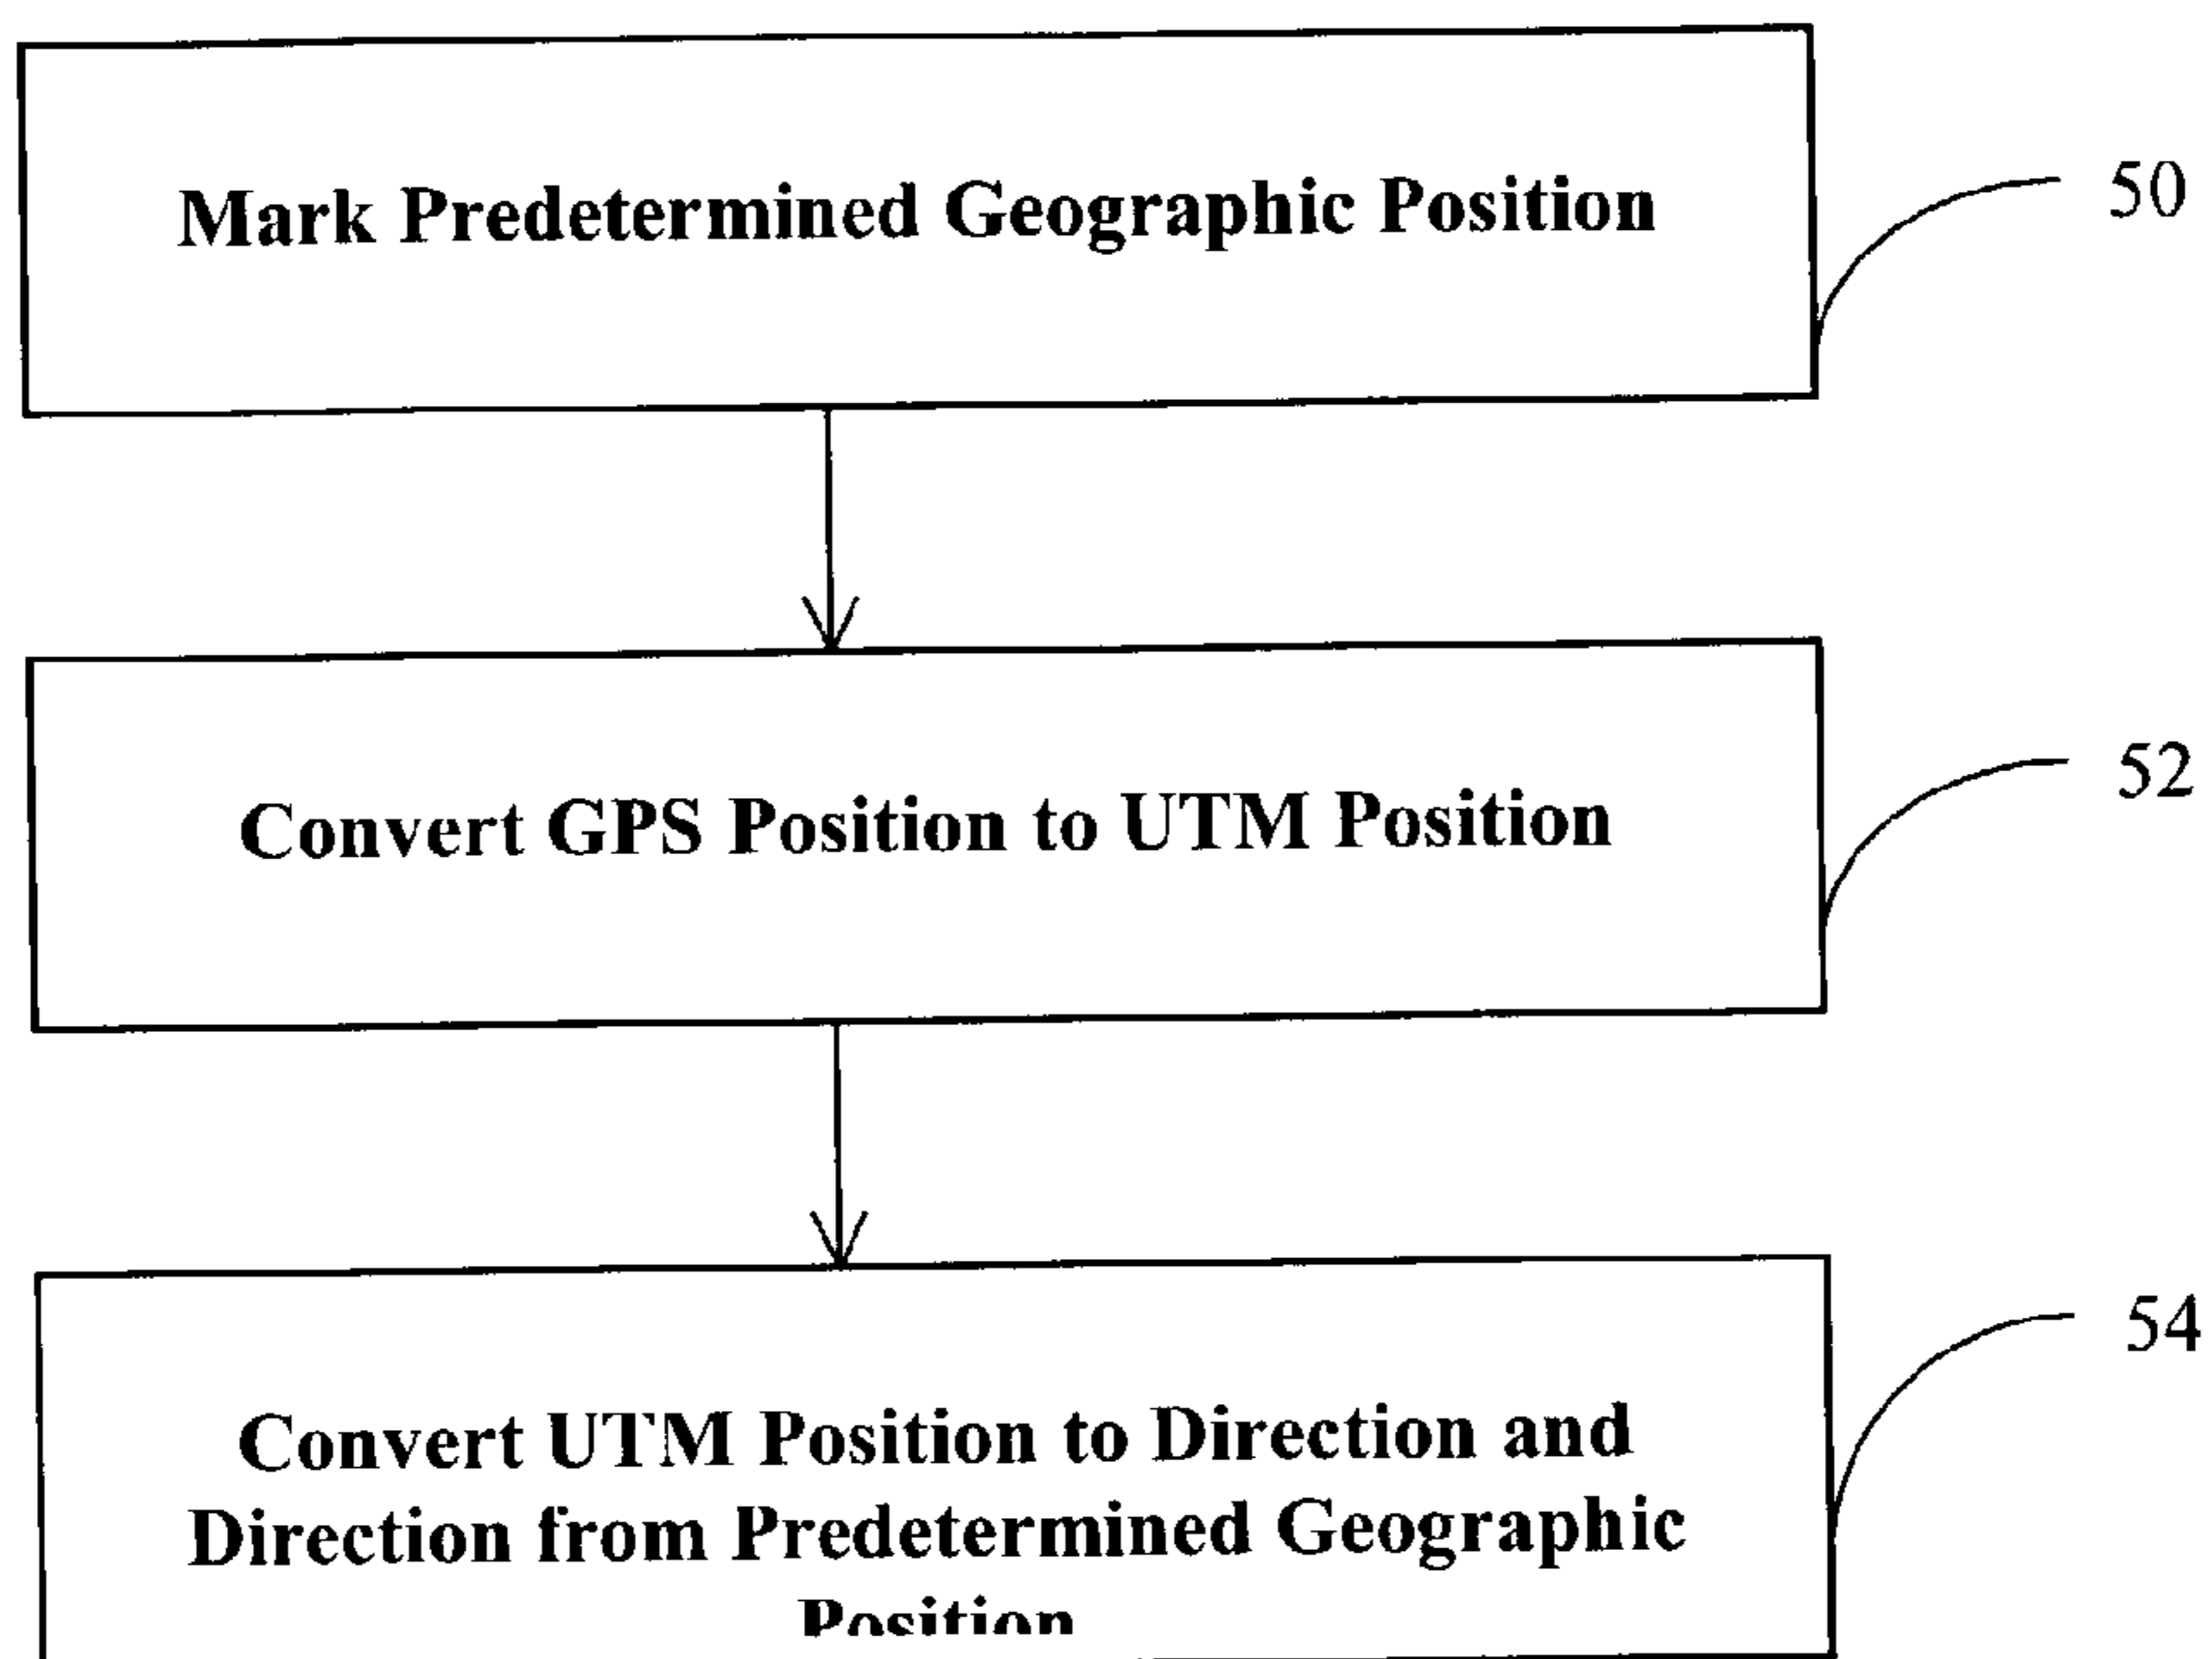 Mark Predetermined Geographic Position
50
Convert GPS Position to UTM Position
52
54
Convert UTM Position to Direction and
Direction from Predetermined Geographic
Position